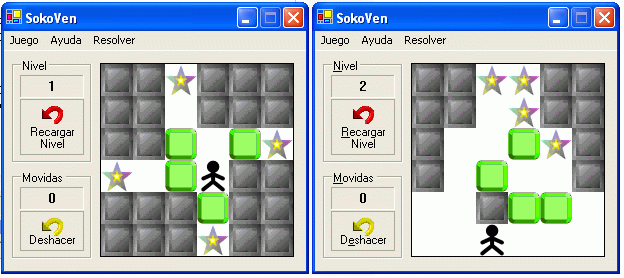 SokoVen
Juego Ayuda Resolver
Nivel
1
Recargar
Nivel
Movidas
0
Deshacer
SokoVen
Juego Ayuda Resolver
Nivel
2
Recargar
Nivel
Movidas
0
Deshacer